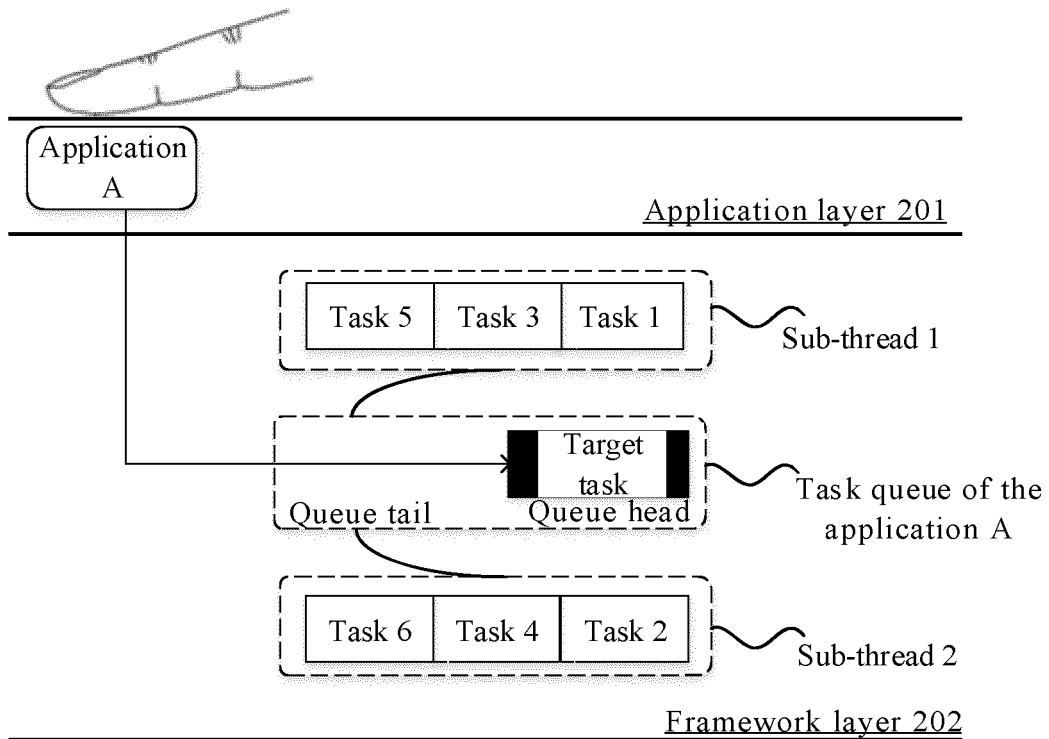 Application
A
Application layer 201
Task 5 Task 3 Task 1
Sub-thread 1
Target
task
Queue tail Queue head
Task queue of the
application A
Task 6 Task 4 Task 2
Sub-thread 2
Framework layer 202